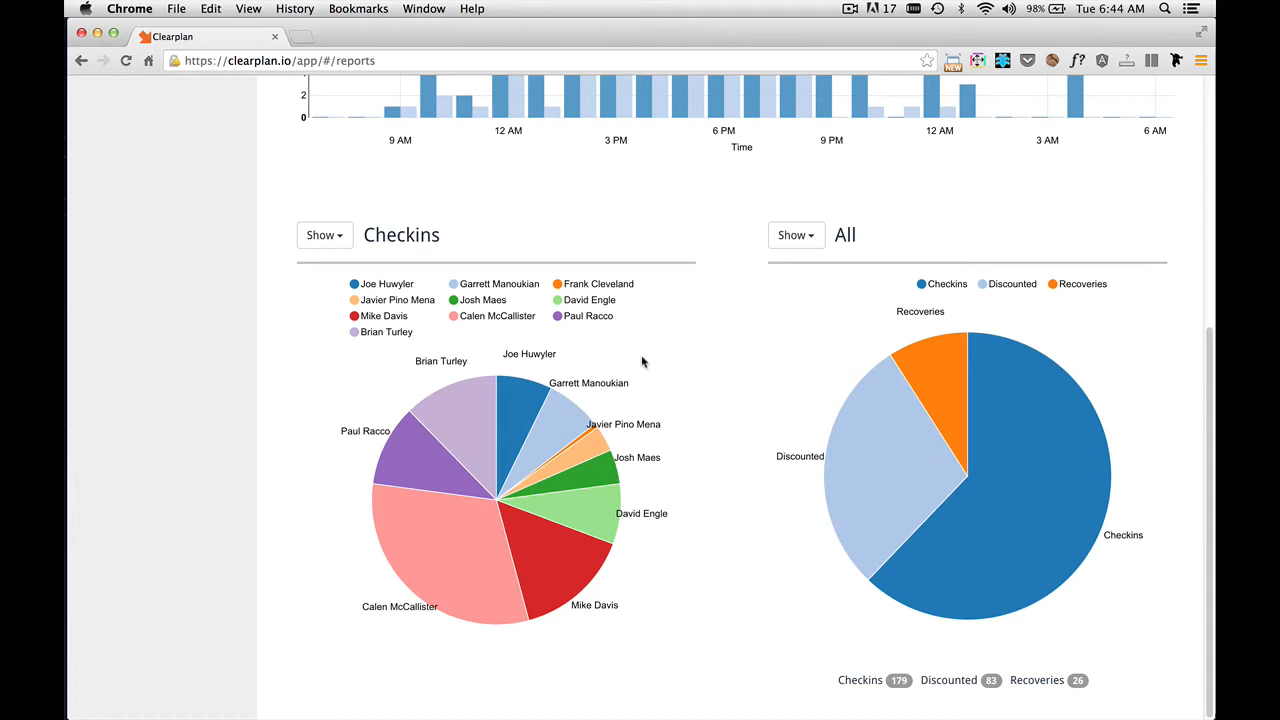 Chrome File Edit View History Bookmarks Window Help 17 98% Tue 6:44 AM
Clearplan
https://clearplan.io/app/#/reports NEW f?
2
0
12 AM 6 PM 12 AM 6 AM
9 AM 3 PM 9 PM 3 AM
Time
Show Checkins
Show All
Joe Huwyler Garrett Manoukian Frank Cleveland
Javier Pino Mena Josh Maes David Engle
Mike Davis Calen McCallister Paul Racco
Brian Turley
Checkins Discounted Recoveries
Recoveries
Joe Huwyler
Brian Turley
Garrett Manoukian
Javier Pino Mena
Paul Racco
Josh Maes
David Engle
Mike Davis
Calen McCallister
Discounted
Checkins
Checkins 179 Discounted 83 Recoveries 26